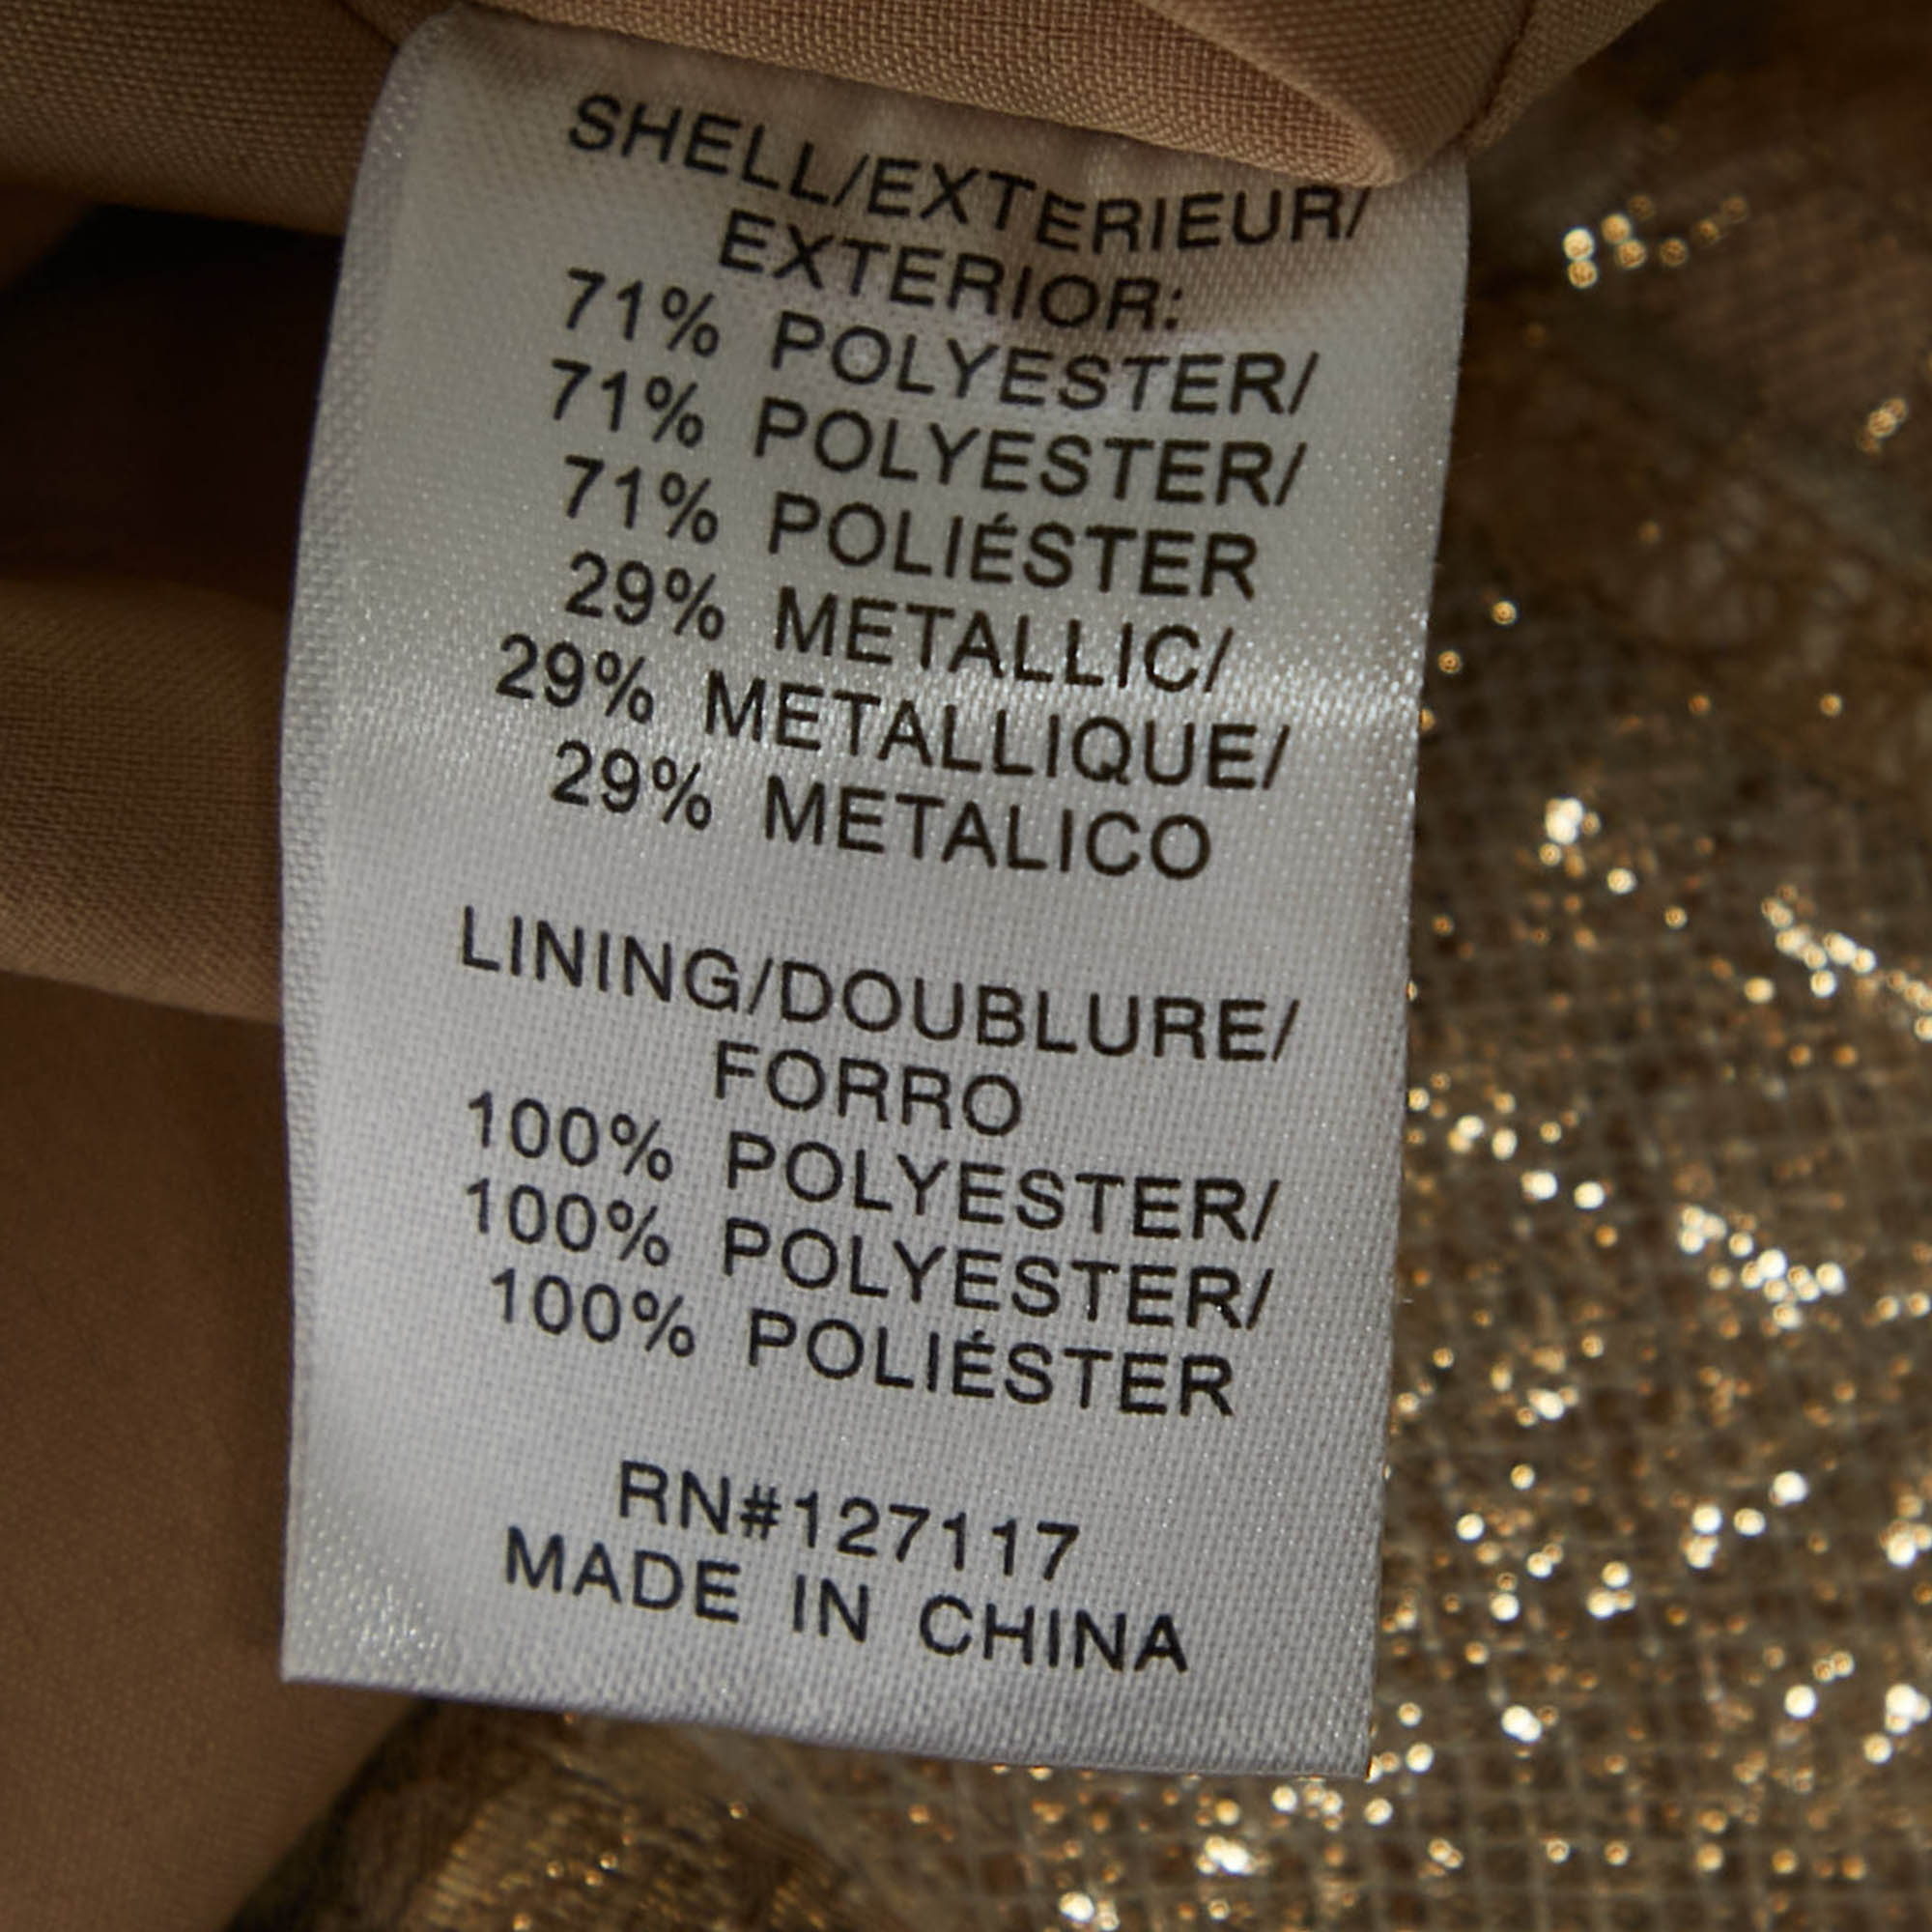 SHELL/EXTERIEUR/
EXTERIOR:
71% POLYESTER/
71% POLYESTER/
71% POLIÉSTER
29% METALLIC/
29% METALLIQUE/
29% METALICO
LINING/DOUBLURE/
FORRO
100% POLYESTER/
100% POLYESTER/
100% POLIÉSTER
RN#127117
MADE IN CHINA